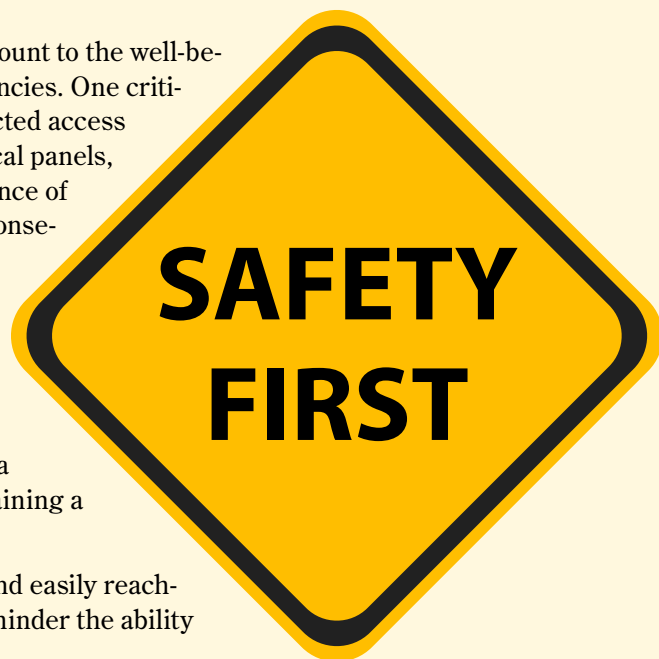 ount to the well-be-
ncies. One criti-
cted access
cal panels,
nce of
onse-
SAFETY
FIRST
a
ining a
nd easily reach-
hinder the ability